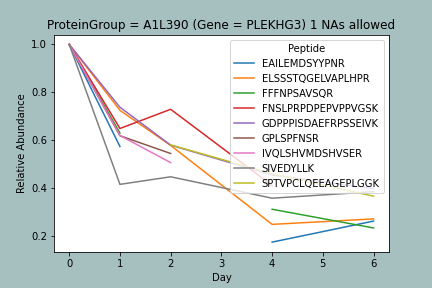 ProteinGroup = A1L390 (Gene = PLEKHG3) 1 NAs allowed
Peptide
EAILEMDSYYPNR
ELSSSTQGELVAPLHPR
FFFNPSAVSQR
FNSLPRPDPEPVPPVGSK
GDPPPISDAEFRPSSEIVK
GPLSPFNSR
IVQLSHVMDSHVSER
SIVEDYLLK
SPTVPCLQEEAGEPLGGK
1.0
0.8
0.6
0.4
0.2
Relative Abundance
0 1 2 3 4 5 6
Day